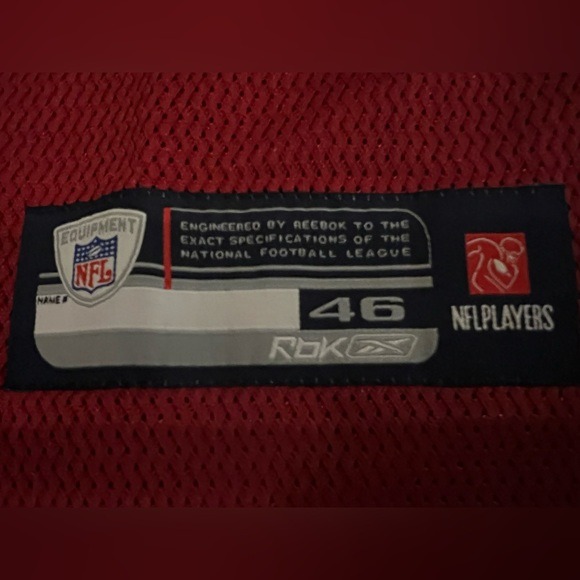 EQUIPMENT
NFL
ENGINEERED BY REEBOK TO THE
EXACT SPECIFICATIONS OF THE
NATIONAL FOOTBALL LEAGUE
NAME #
46
RbK
NFLPLAYERS